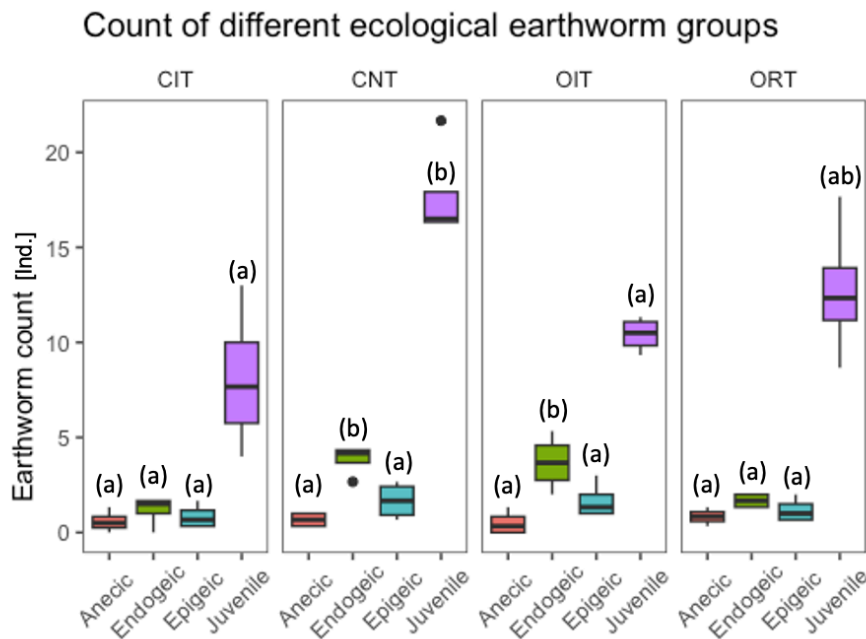 Count of different ecological earthworm groups
CIT CNT OIT ORT
Earthworm count [Ind.]
20
15
10
5
0
(a) (a) (a) (a)
(a) (b) (a) (b)
(a) (b) (a) (a)
(a) (a) (a) (ab)
Anecic Endogeic Epigeic Juvenile
Anecic Endogeic Epigeic Juvenile
Anecic Endogeic Epigeic Juvenile
Anecic Endogeic Epigeic Juvenile